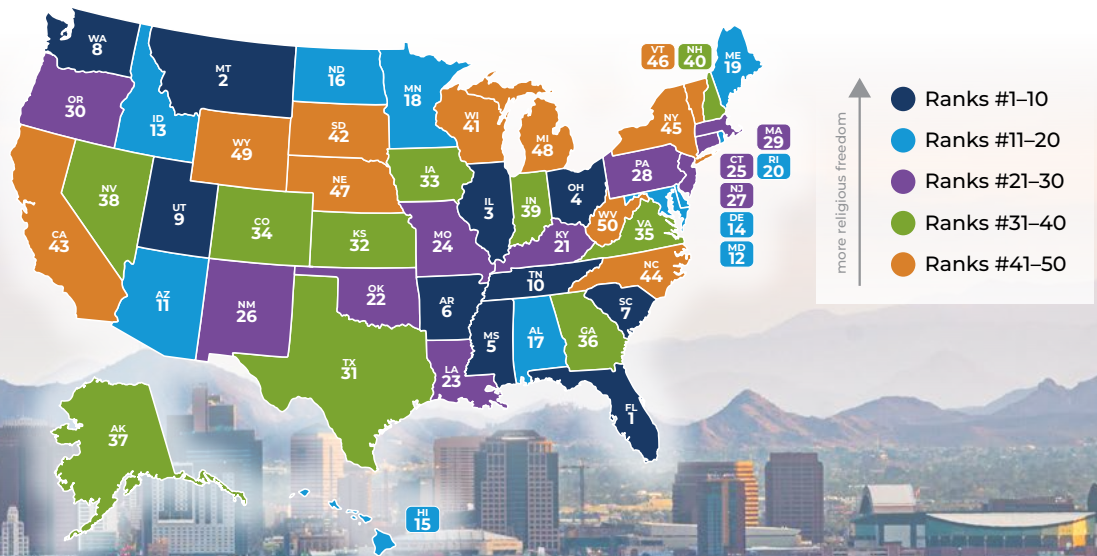 WA
8
MT
2
ND
16
MN
18
VT
46
NH
40
ME
19
OR
30
ID
13
WY
49
SD
42
WI
41
MI
48
NY
45
MA
29
CT
25
RI
20
NJ
27
DE
14
MD
12
NV
38
UT
9
CO
34
NE
47
IA
33
IL
3
IN
39
OH
4
PA
28
WV
50
VA
35
CA
43
KS
32
MO
24
KY
21
NC
44
TN
10
AZ
11
NM
26
OK
22
AR
6
SC
7
MS
5
AL
17
GA
36
TX
31
LA
23
FL
1
AK
37
HI
15
more religious freedom
Ranks #1–10
Ranks #11–20
Ranks #21–30
Ranks #31–40
Ranks #41–50